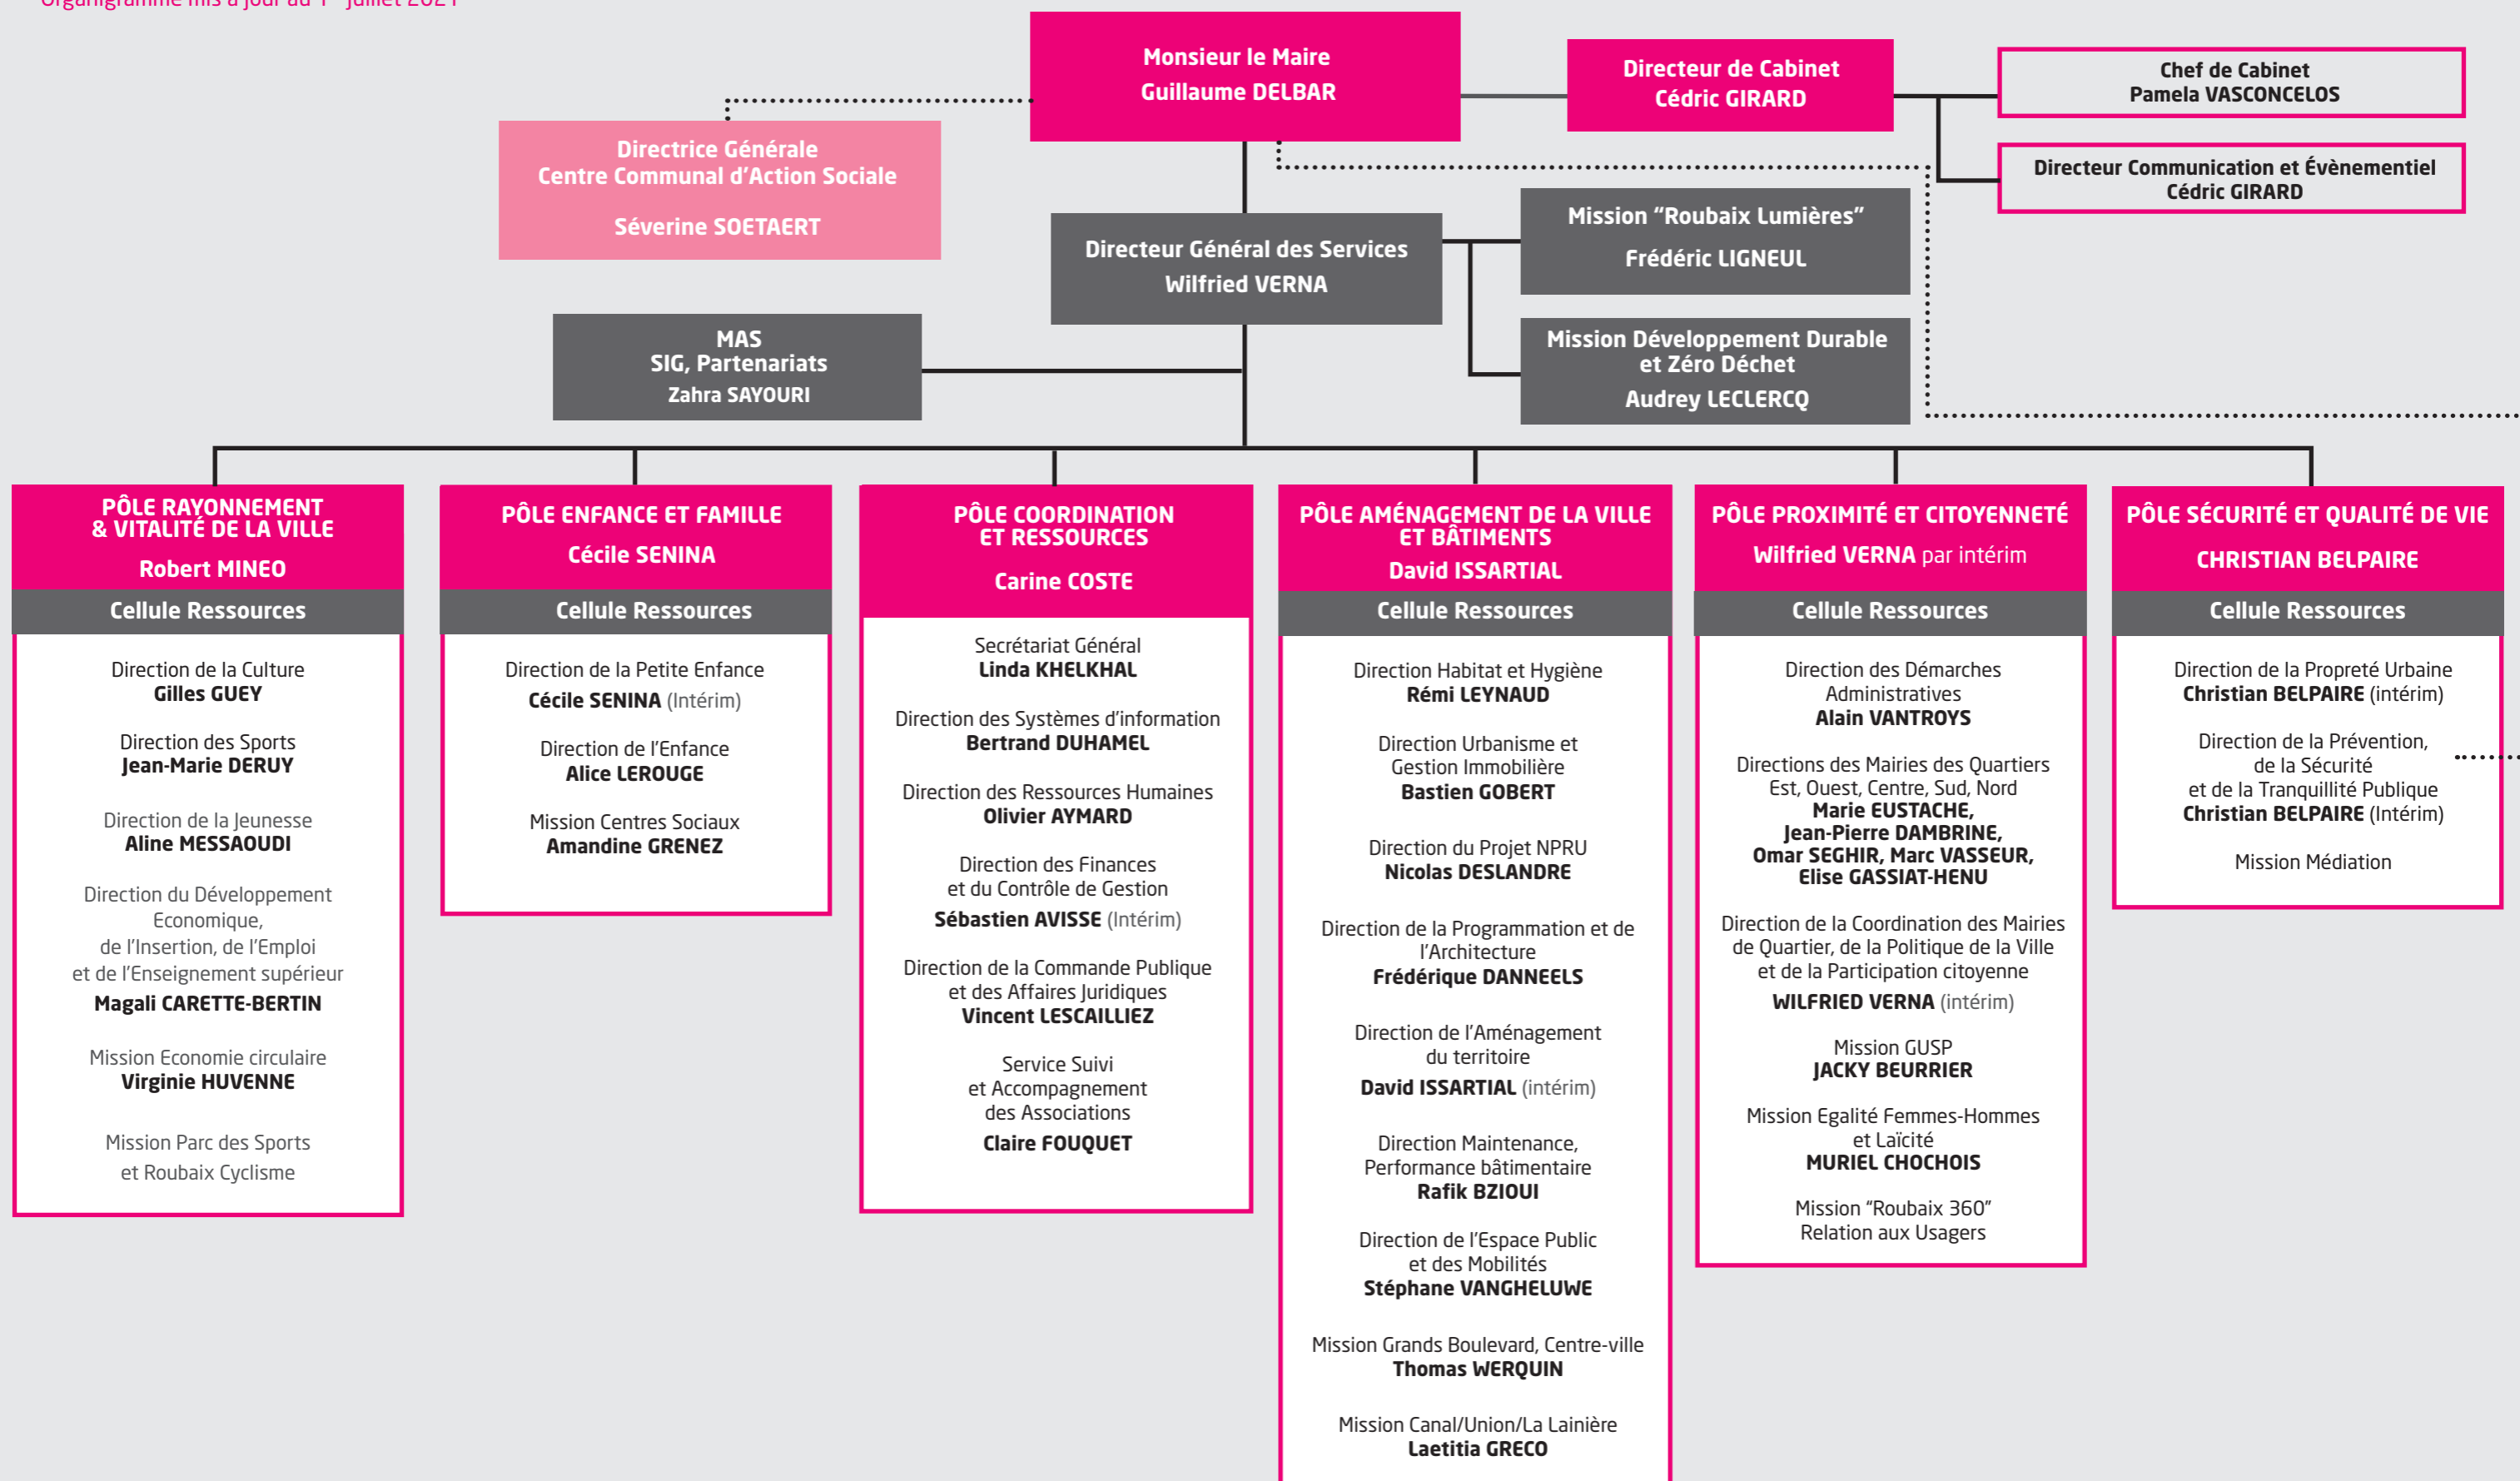 Organigramme mis à jour au 1er juillet 2021
Monsieur le Maire
Guillaume DELBAR
Directeur de Cabinet
Cédric GIRARD
Chef de Cabinet
Pamela VASCONCELOS
Directeur Communication et Évènementiel
Cédric GIRARD
Directrice Générale
Centre Communal d'Action Sociale
Séverine SOETAERT
Directeur Général des Services
Wilfried VERNA
Mission “Roubaix Lumières”
Frédéric LIGNEUL
Mission Développement Durable
et Zéro Déchet
Audrey LECLERCQ
MAS
SIG, Partenariats
Zahra SAYOURI
PÔLE RAYONNEMENT
& VITALITÉ DE LA VILLE
Robert MINEO
Cellule Ressources
Direction de la Culture
Gilles GUEY
Direction des Sports
Jean-Marie DERUY
Direction de la Jeunesse
Aline MESSAOUDI
Direction du Développement
Economique,
de l'Insertion, de l'Emploi
et de l'Enseignement supérieur
Magali CARETTE-BERTIN
Mission Economie circulaire
Virginie HUVENNE
Mission Parc des Sports
et Roubaix Cyclisme
PÔLE ENFANCE ET FAMILLE
Cécile SENINA
Cellule Ressources
Direction de la Petite Enfance
Cécile SENINA (Intérim)
Direction de l'Enfance
Alice LEROUGE
Mission Centres Sociaux
Amandine GRENEZ
PÔLE COORDINATION
ET RESSOURCES
Carine COSTE
Secrétariat Général
Linda KHELKHAL
Direction des Systèmes d'information
Bertrand DUHAMEL
Direction des Ressources Humaines
Olivier AYMARD
Direction des Finances
et du Contrôle de Gestion
Sébastien AVISSE (Intérim)
Direction de la Commande Publique
et des Affaires Juridiques
Vincent LESCAILLIEZ
Service Suivi
et Accompagnement
des Associations
Claire FOUQUET
PÔLE AMÉNAGEMENT DE LA VILLE
ET BÂTIMENTS
David ISSARTIAL
Cellule Ressources
Direction Habitat et Hygiène
Rémi LEYNAUD
Direction Urbanisme et
Gestion Immobilière
Bastien GOBERT
Direction du Projet NPRU
Nicolas DESLANDRE
Direction de la Programmation et de
l'Architecture
Frédérique DANNEELS
Direction de l'Aménagement
du territoire
David ISSARTIAL (intérim)
Direction Maintenance,
Performance bâtimentaire
Rafik BZIOUI
Direction de l'Espace Public
et des Mobilités
Stéphane VANGHELUWE
Mission Grands Boulevard, Centre-ville
Thomas WERQUIN
Mission Canal/Union/La Lainière
Laetitia GRECO
PÔLE PROXIMITÉ ET CITOYENNETÉ
Wilfried VERNA par intérim
Cellule Ressources
Direction des Démarches
Administratives
Alain VANTROYS
Directions des Mairies des Quartiers
Est, Ouest, Centre, Sud, Nord
Marie EUSTACHE,
Jean-Pierre DAMBRINE,
Omar SEGHIR, Marc VASSEUR,
Elise GASSIAT-HENU
Direction de la Coordination des Mairies
de Quartier, de la Politique de la Ville
et de la Participation citoyenne
WILFRIED VERNA (intérim)
Mission GUSP
JACKY BEURRIER
Mission Egalité Femmes-Hommes
et Laïcité
MURIEL CHOCHOIS
Mission “Roubaix 360”
Relation aux Usagers
PÔLE SÉCURITÉ ET QUALITÉ DE VIE
CHRISTIAN BELPAIRE
Cellule Ressources
Direction de la Propreté Urbaine
Christian BELPAIRE (intérim)
Direction de la Prévention,
de la Sécurité
et de la Tranquillité Publique
Christian BELPAIRE (Intérim)
Mission Médiation